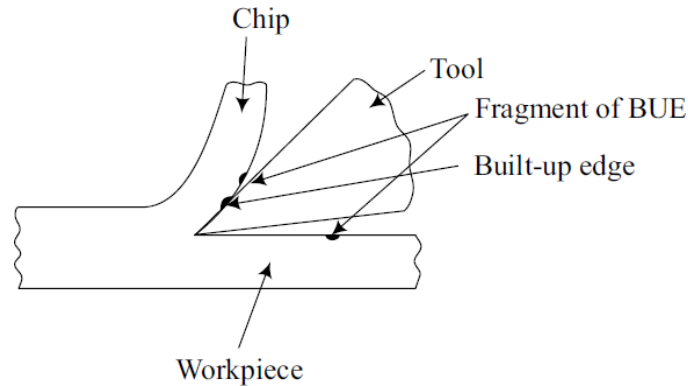 Chip
Tool
Fragment of BUE
Built-up edge
Workpiece